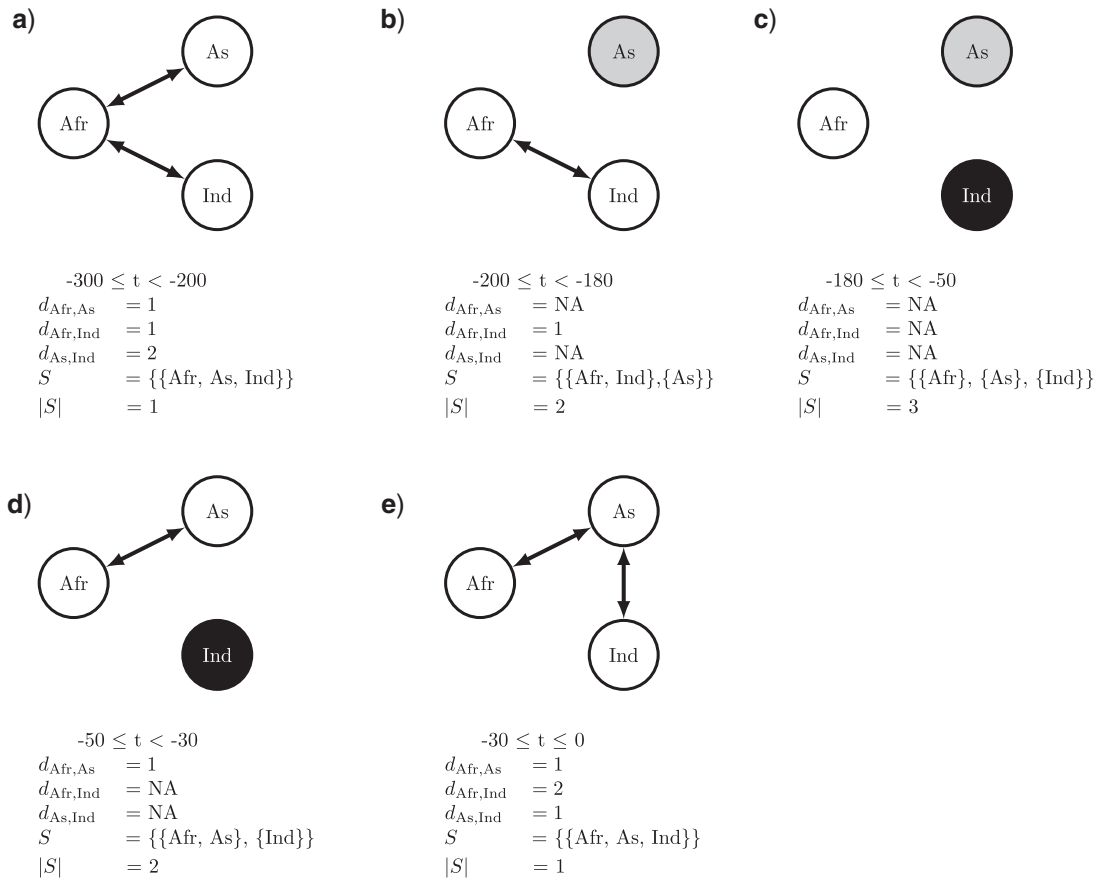 a)
As
Afr
Ind
-300 ≤ t < -200
d_Afr,As = 1
d_Afr,Ind = 1
d_As,Ind = 2
S = {{Afr, As, Ind}}
|S| = 1
b)
As
Afr
Ind
-200 ≤ t < -180
d_Afr,As = NA
d_Afr,Ind = 1
d_As,Ind = NA
S = {{Afr, Ind},{As}}
|S| = 2
c)
As
Afr
Ind
-180 ≤ t < -50
d_Afr,As = NA
d_Afr,Ind = NA
d_As,Ind = NA
S = {{Afr}, {As}, {Ind}}
|S| = 3
d)
As
Afr
Ind
-50 ≤ t < -30
d_Afr,As = 1
d_Afr,Ind = NA
d_As,Ind = NA
S = {{Afr, As}, {Ind}}
|S| = 2
e)
As
Afr
Ind
-30 ≤ t ≤ 0
d_Afr,As = 1
d_Afr,Ind = 2
d_As,Ind = 1
S = {{Afr, As, Ind}}
|S| = 1